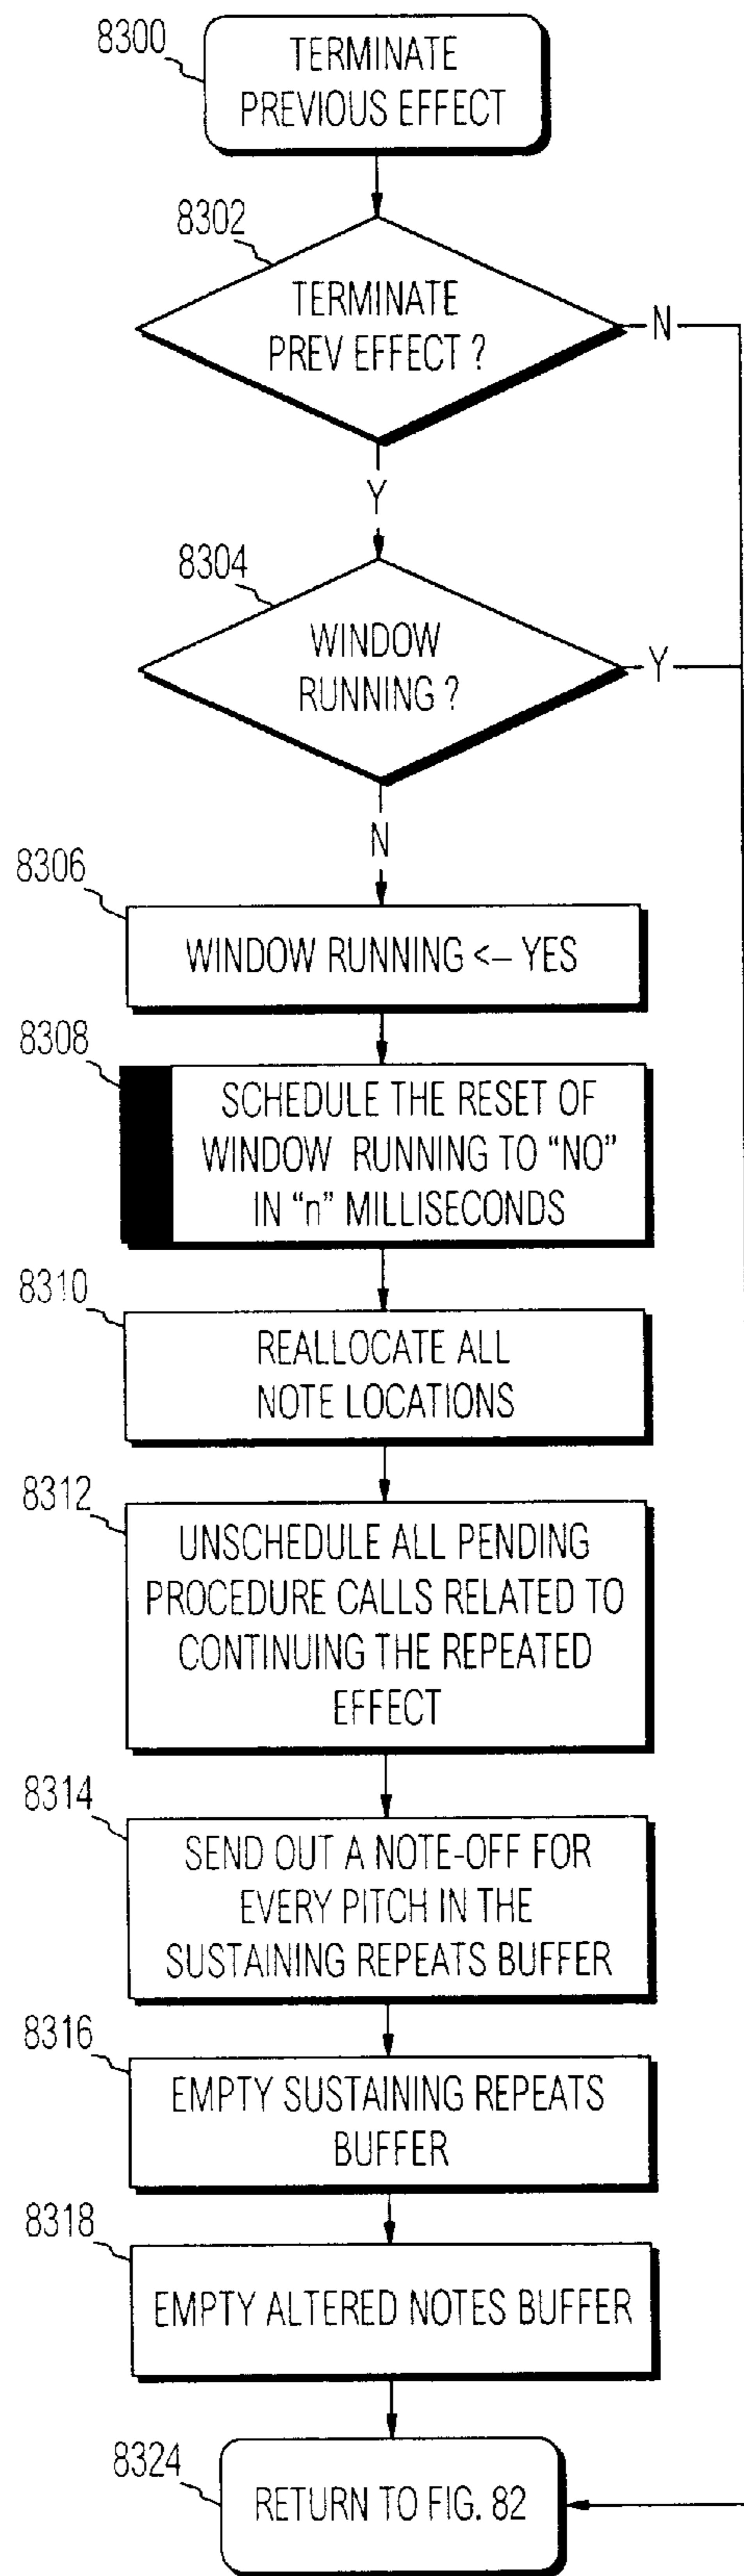 8300
TERMINATE
PREVIOUS EFFECT
8302
TERMINATE
PREV EFFECT ?
N
Y
8304
WINDOW
RUNNING ?
Y
N
8306
WINDOW RUNNING <– YES
8308
SCHEDULE THE RESET OF
WINDOW RUNNING TO “NO”
IN “n” MILLISECONDS
8310
REALLOCATE ALL
NOTE LOCATIONS
8312
UNSCHEDULE ALL PENDING
PROCEDURE CALLS RELATED TO
CONTINUING THE REPEATED
EFFECT
8314
SEND OUT A NOTE-OFF FOR
EVERY PITCH IN THE
SUSTAINING REPEATS BUFFER
8316
EMPTY SUSTAINING REPEATS
BUFFER
8318
EMPTY ALTERED NOTES BUFFER
8324
RETURN TO FIG. 82